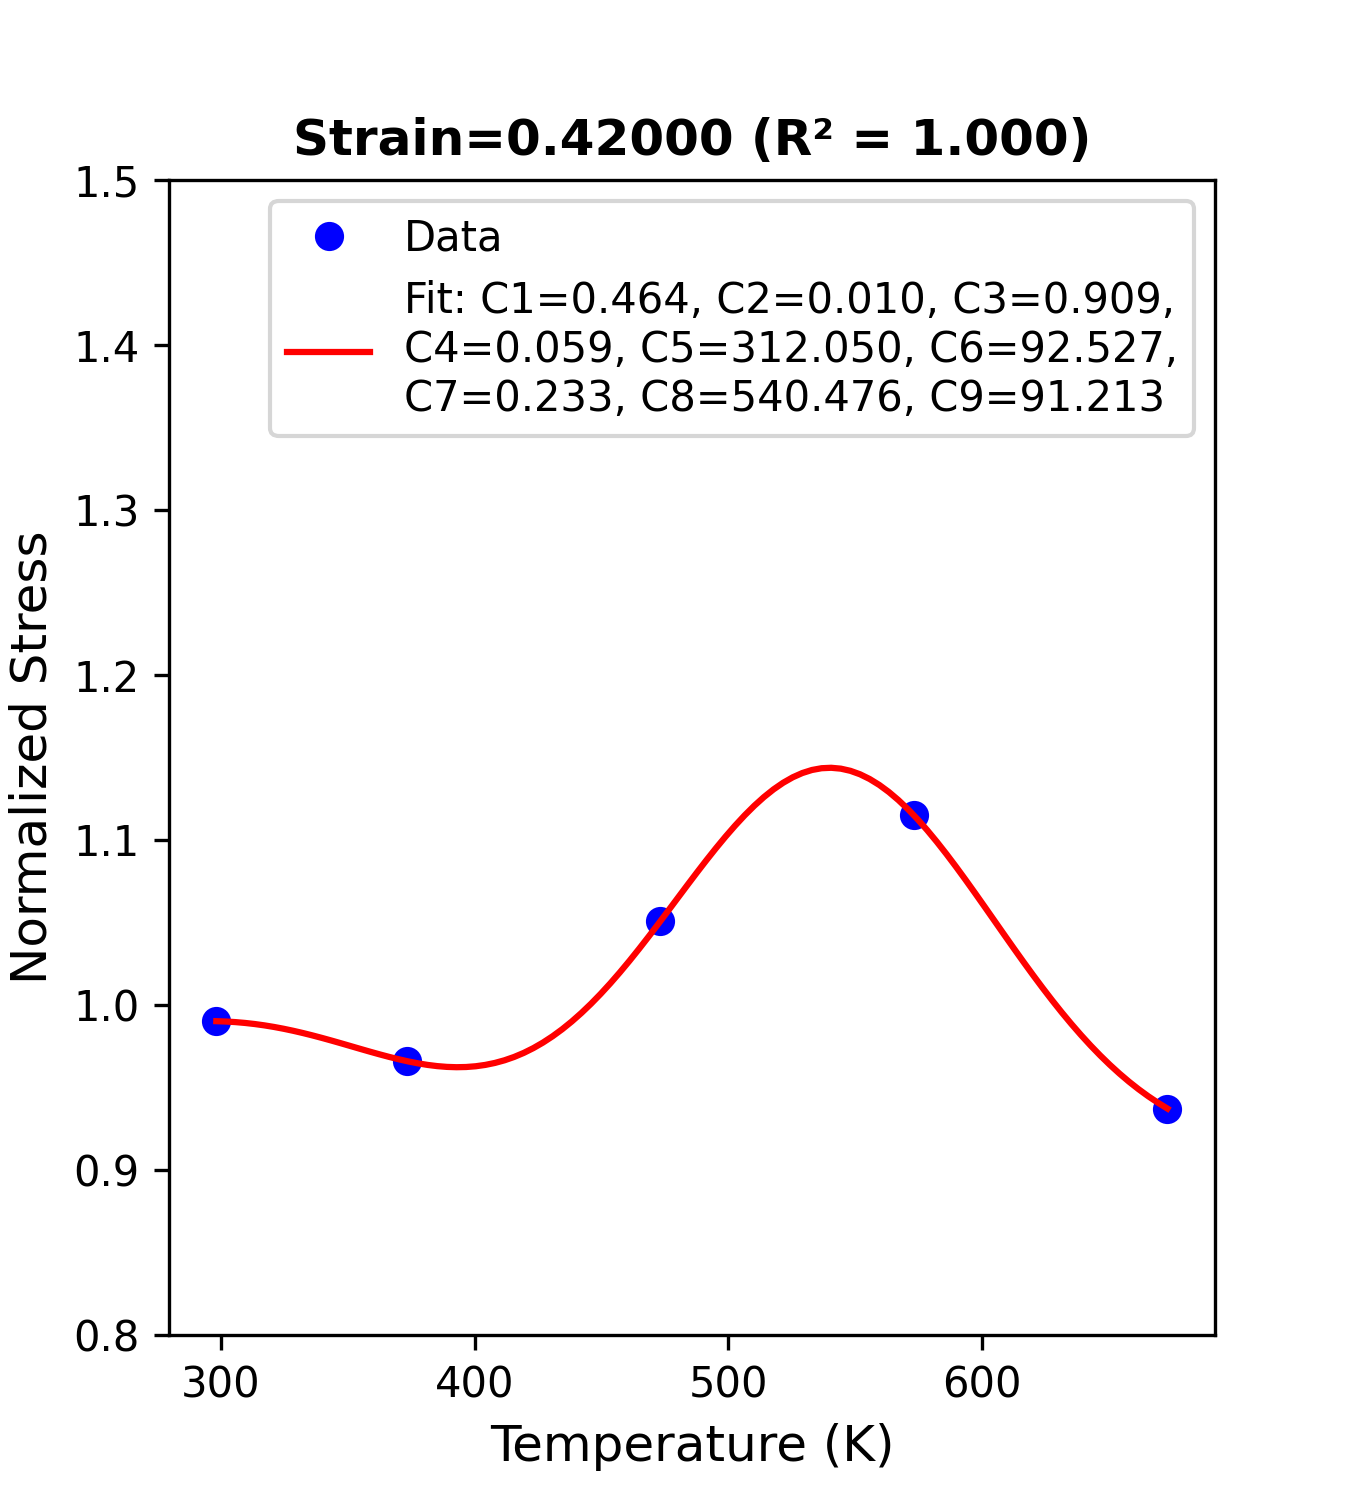 Strain=0.42000 (R² = 1.000)
1.5
1.4
1.3
1.2
1.1
1.0
0.9
0.8
Normalized Stress
Data
Fit: C1=0.464, C2=0.010, C3=0.909,
C4=0.059, C5=312.050, C6=92.527,
C7=0.233, C8=540.476, C9=91.213
300 400 500 600
Temperature (K)